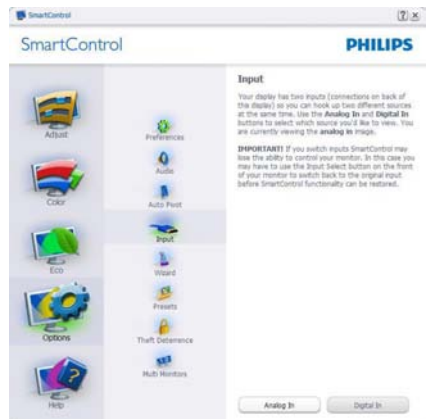 SmartControl
SmartControl
PHILIPS
Adjust
Color
Eco
Options
Help
Preferences
Audio
Auto Pivot
Input
Wizard
Presets
Theft Deterrence
Multi Monitors
Input
Your display has two inputs (connections on back of
the display) so you can hook up two different sources
at the same time. Use the Analog In and Digital In
buttons to select which source you'd like to view. You
are currently viewing the analog in image.
IMPORTANT! If you switch inputs SmartControl may
lose the ability to control your monitor. In this case you
may have to use the Input Select button on the front
of your monitor to switch back to the original input
before SmartControl functionality can be restored.
Analog In
Digital In